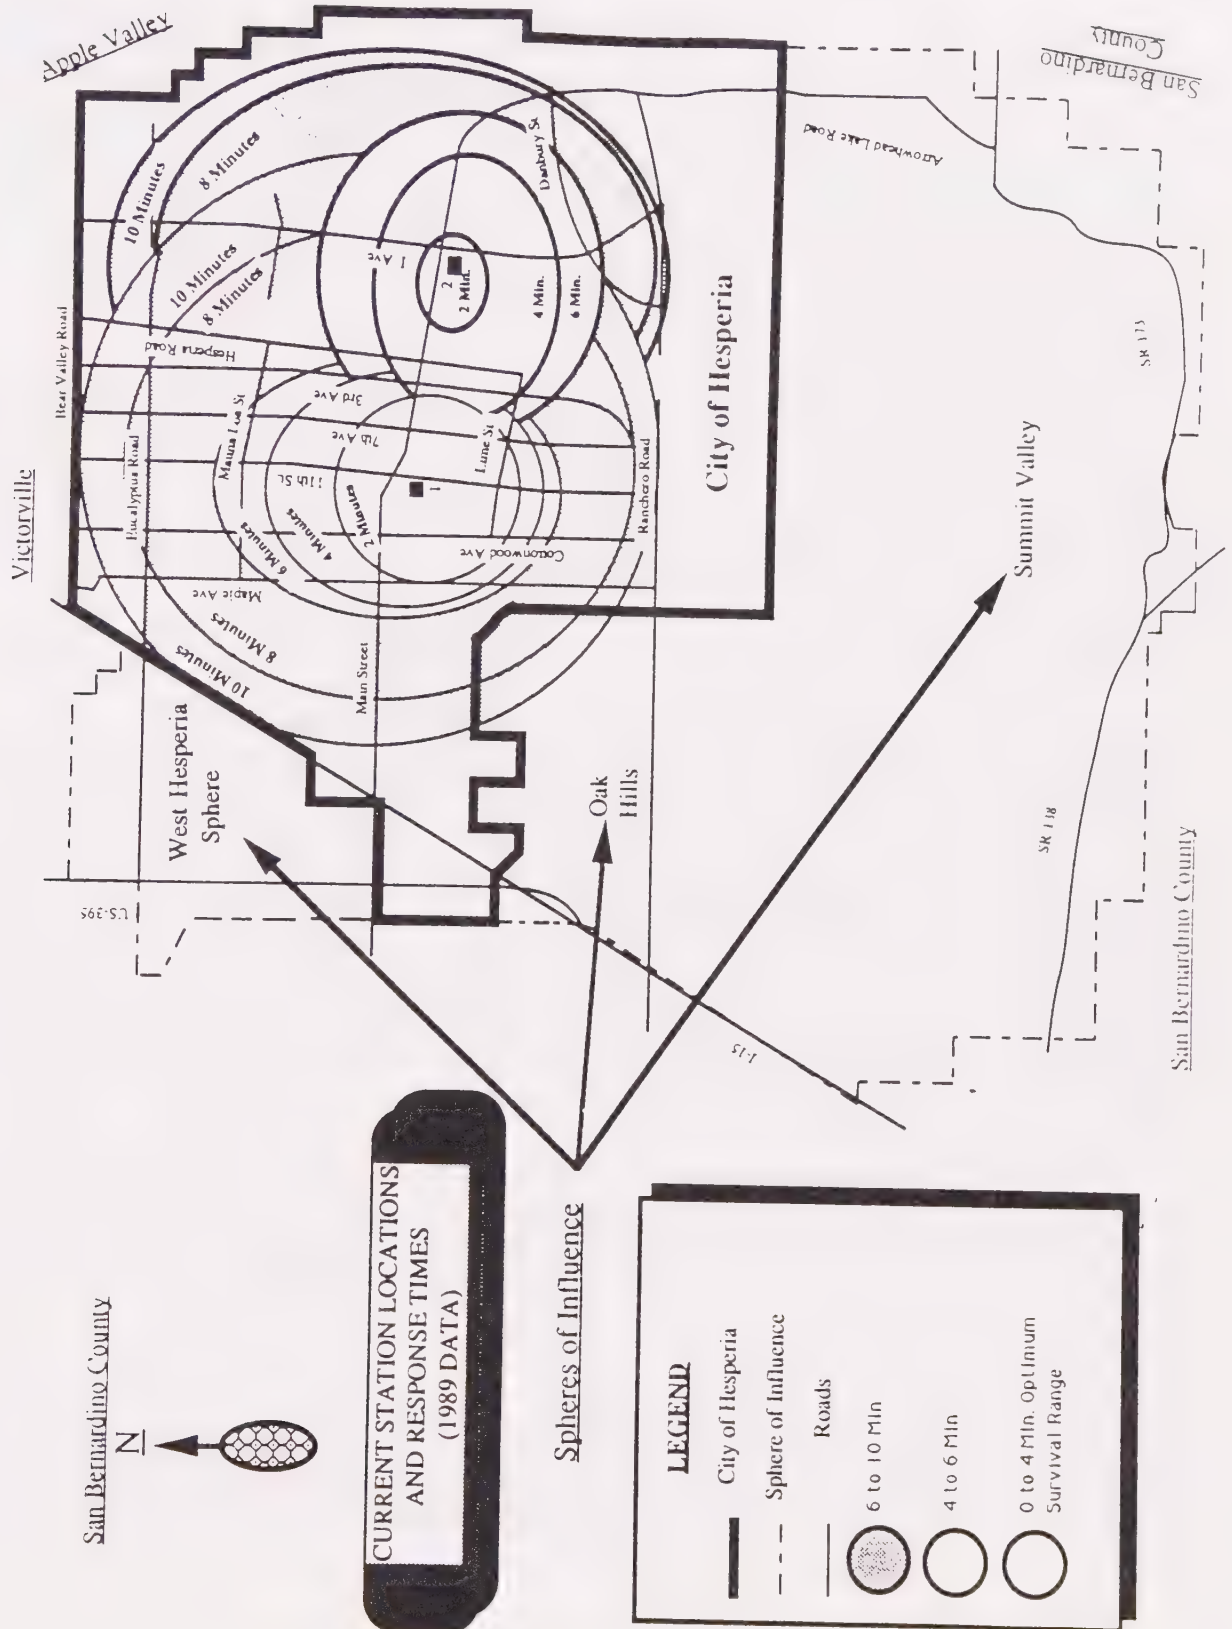 San Bernardino County
N
CURRENT STATION LOCATIONS
AND RESPONSE TIMES
(1989 DATA)
Spheres of Influence
LEGEND
City of Hesperia
Sphere of Influence
Roads
6 to 10 Min
4 to 6 Min
0 to 4 Min. Optimum
Survival Range
Victorville
Apple Valley
San Bernardino
County
San Bernardino County
West Hesperia
Sphere
Oak
Hills
Summit Valley
City of Hesperia
US-395
I-15
SR 138
SR 173
Arrowhead Lake Road
Bear Valley Road
Eucalyptus Road
Mauna Loa St
Main Street
Lime St
Ranchero Road
Danbury St
Maple Ave
Cottonwood Ave
11th St.
7th Ave
3rd Ave
Hesperia Road
I Ave
10 Minutes
8 Minutes
6 Minutes
4 Minutes
2 Minutes
1
10 Minutes
8 Minutes
10 Minutes
8 Minutes
2
2 Min.
4 Min.
6 Min.